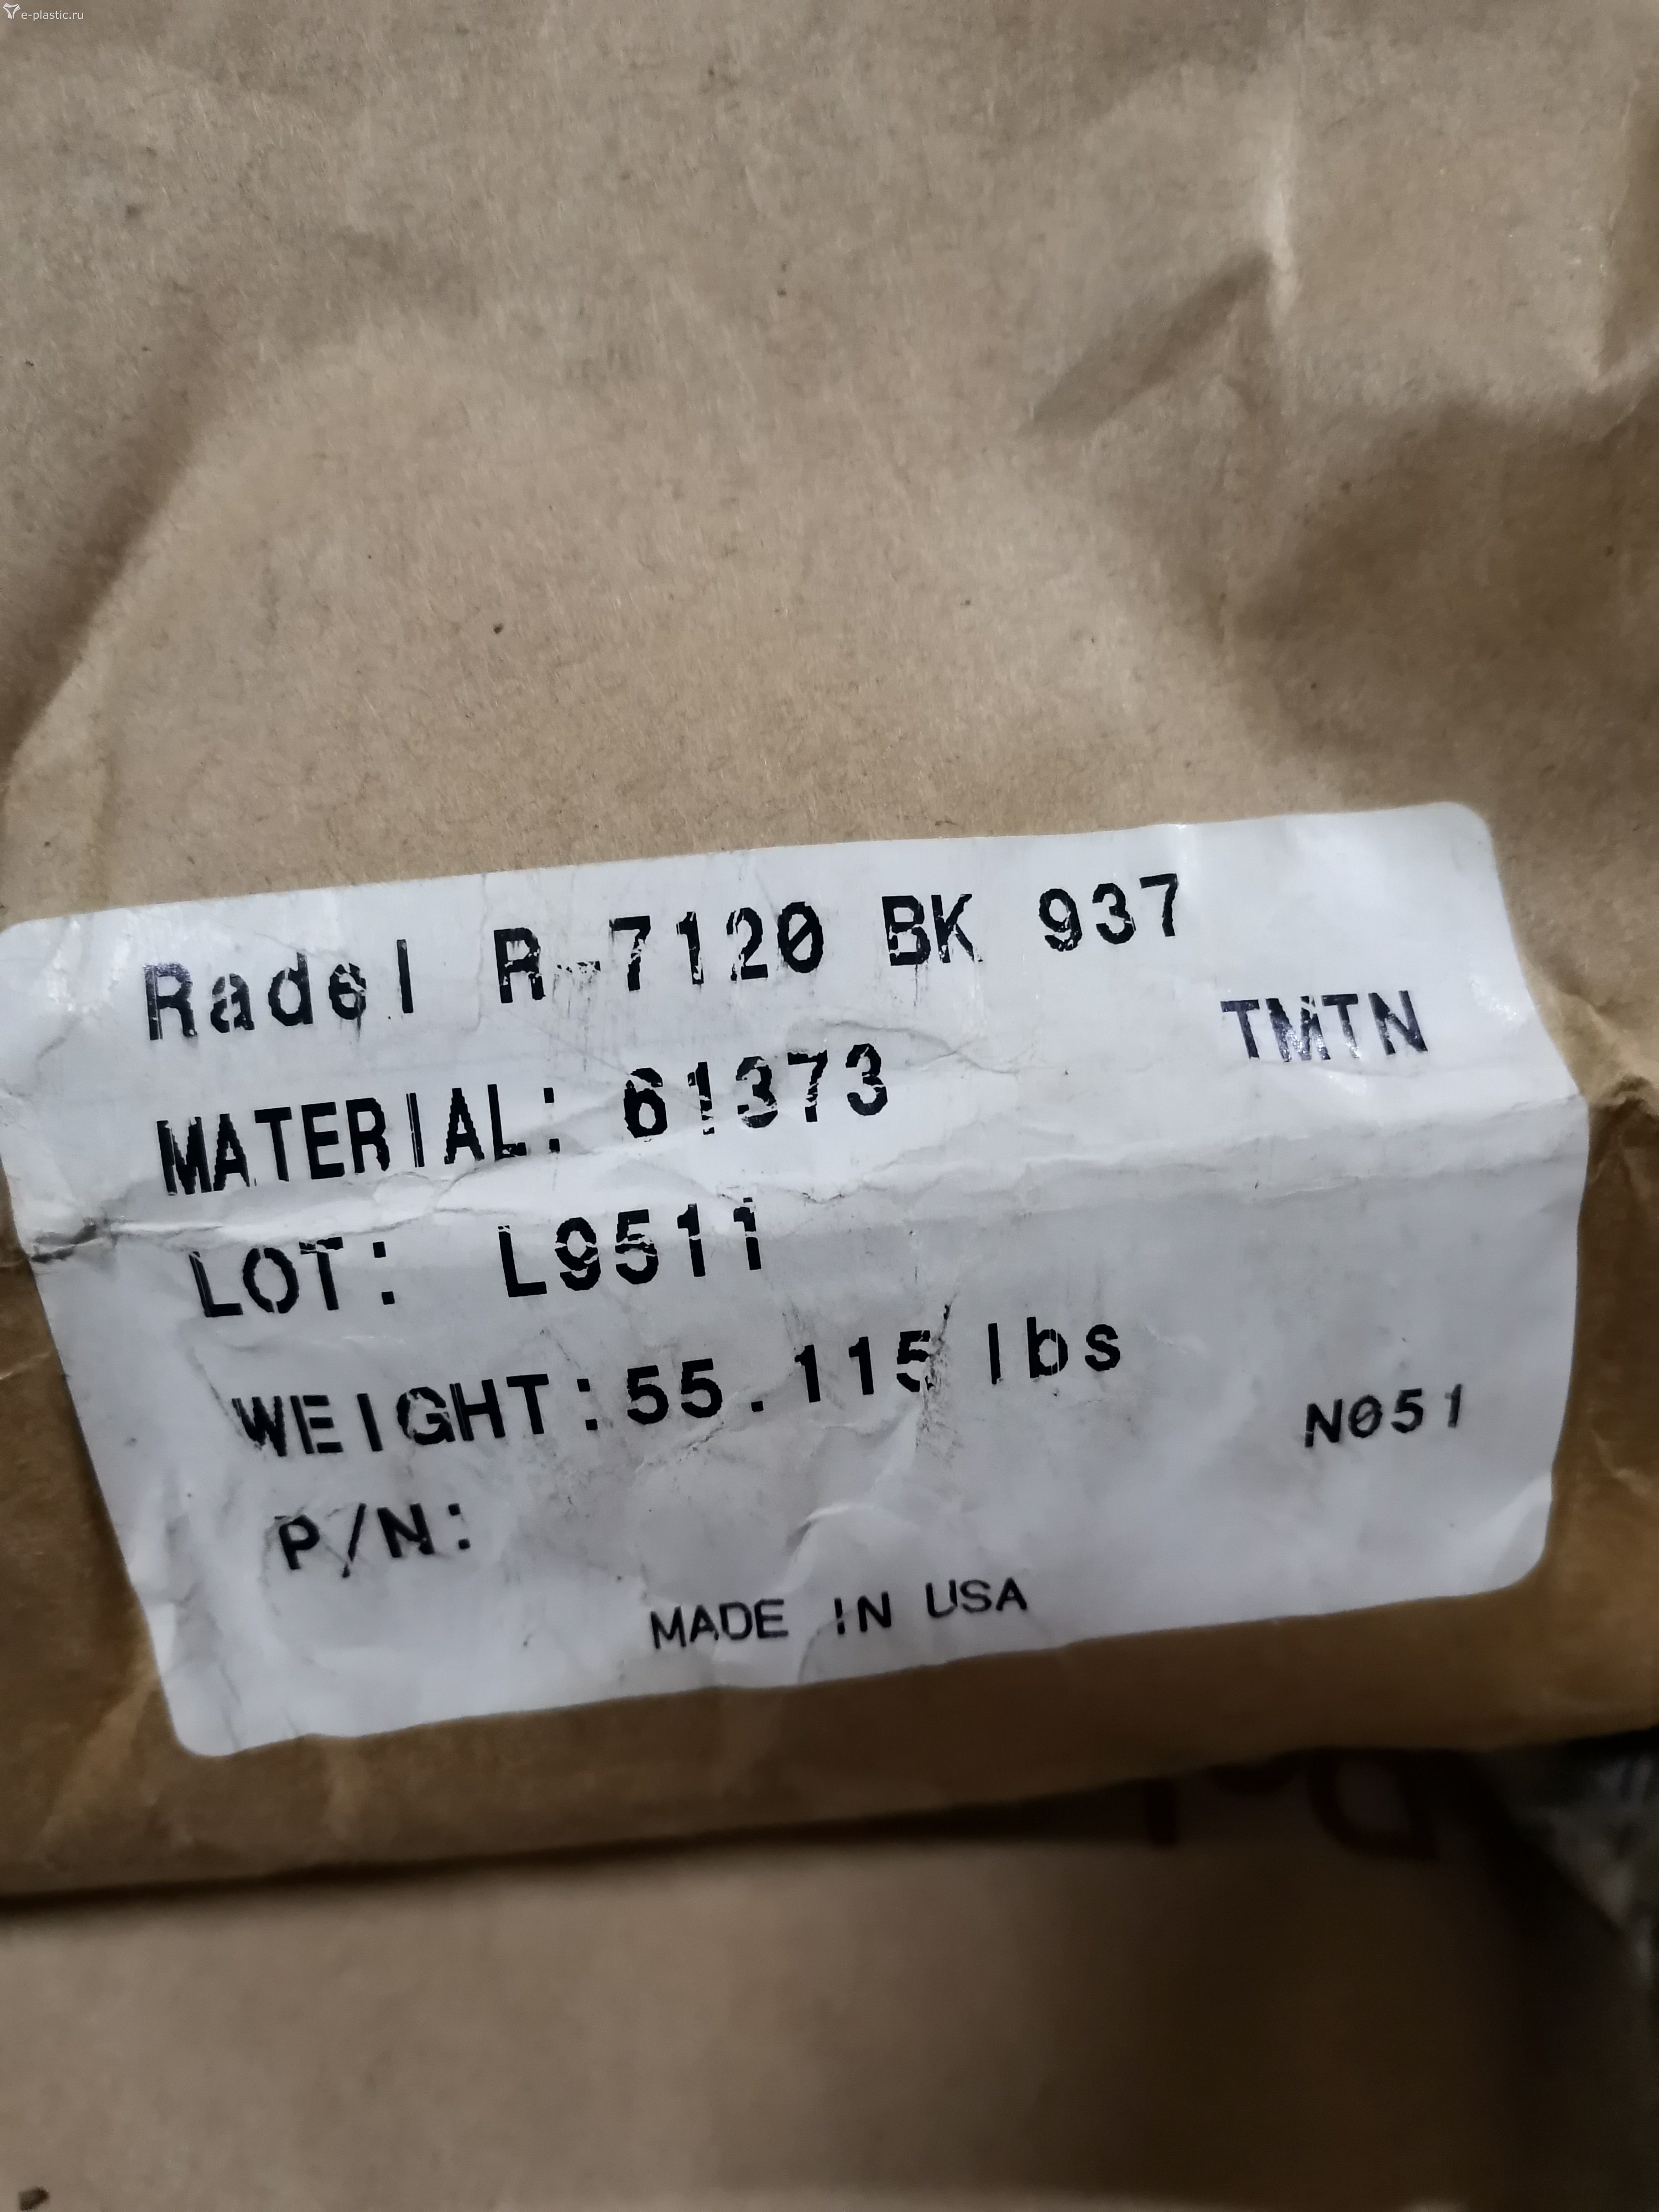 e-plastic.ru
Radel R-7120 BK 937
TMTN
MATERIAL: 61373
LOT: L9511
WEIGHT:55.115 lbs
N051
P/N:
MADE IN USA